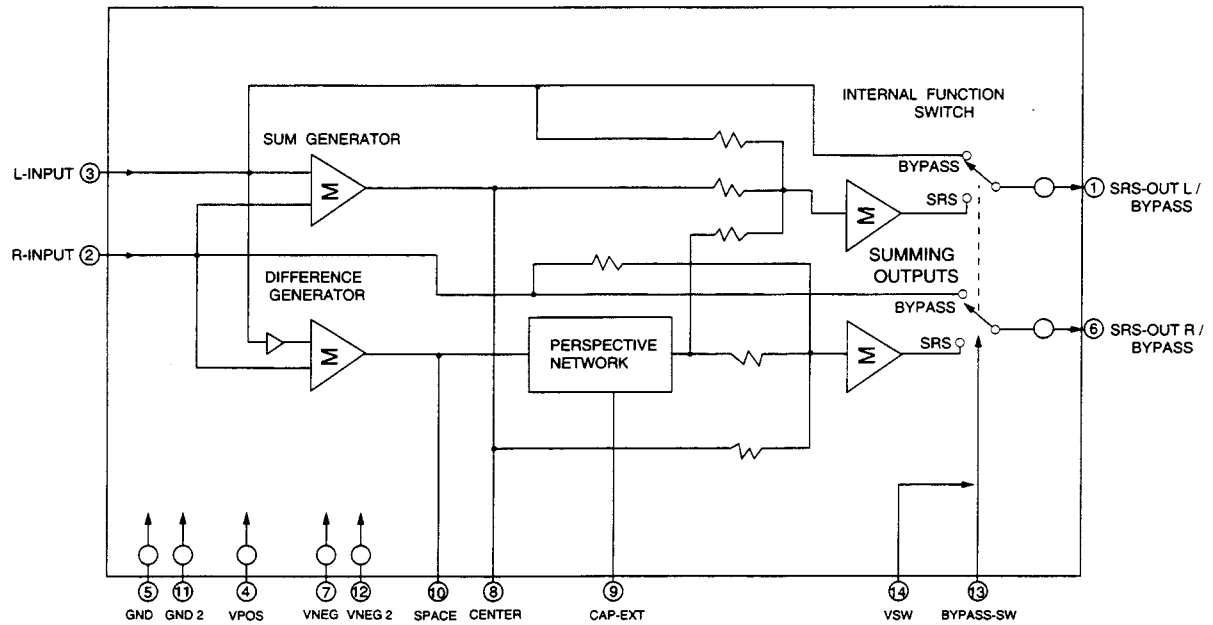 INTERNAL FUNCTION
SWITCH
SUM GENERATOR
L-INPUT 3
M
BYPASS
SRS
M
1 SRS-OUT L /
BYPASS
R-INPUT 2
SUMMING
OUTPUTS
DIFFERENCE
GENERATOR
BYPASS
M
PERSPECTIVE
NETWORK
SRS
M
6 SRS-OUT R /
BYPASS
5 11 4 7 12 10 8 9 14 13
GND GND 2 VPOS VNEG VNEG 2 SPACE CENTER CAP-EXT VSW BYPASS-SW